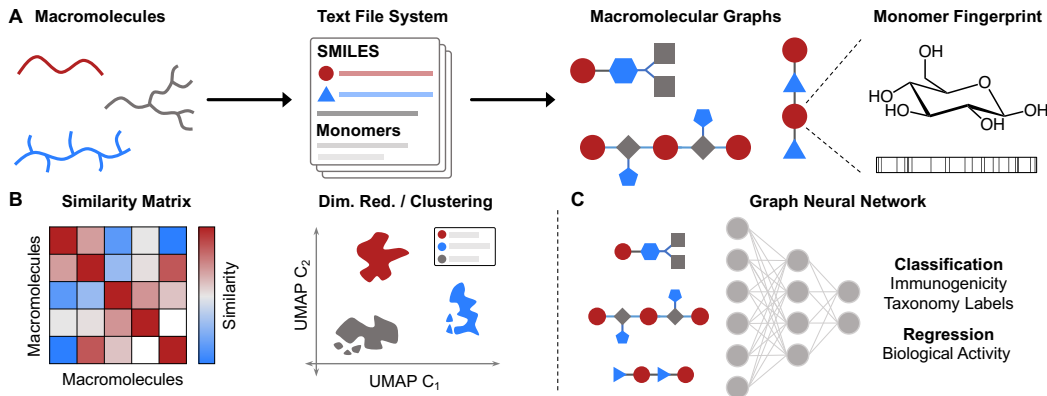 A
Macromolecules
Text File System
Macromolecular Graphs
Monomer Fingerprint
SMILES
Monomers
OH
O
HO
HO
OH
OH
B
Similarity Matrix
Macromolecules
Macromolecules
Similarity
Dim. Red. / Clustering
UMAP C₂
UMAP C₁
C
Graph Neural Network
Classification
Immunogenicity
Taxonomy Labels
Regression
Biological Activity